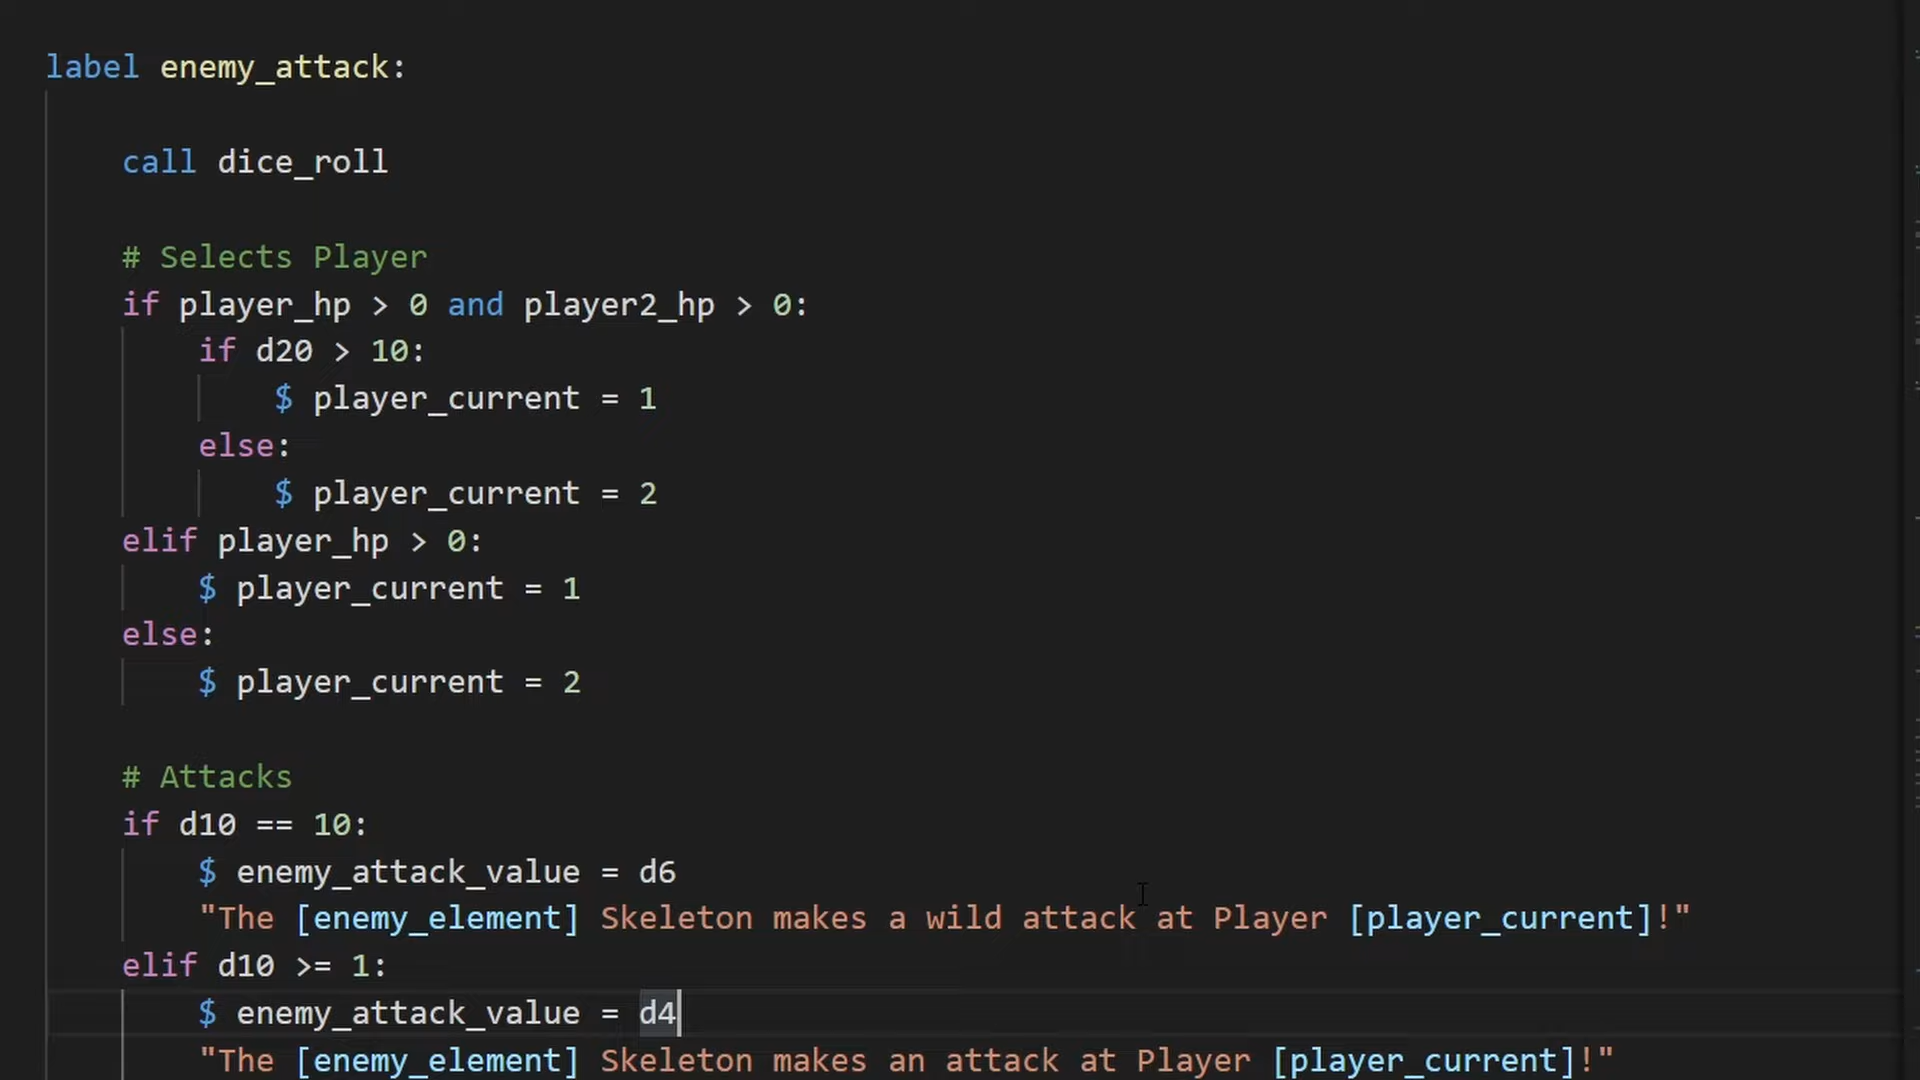 label enemy_attack:
call dice_roll
# Selects Player
if player_hp > 0 and player2_hp > 0:
if d20 > 10:
$ player_current = 1
else:
$ player_current = 2
elif player_hp > 0:
$ player_current = 1
else:
$ player_current = 2
# Attacks
if d10 == 10:
$ enemy_attack_value = d6
"The [enemy_element] Skeleton makes a wild attack at Player [player_current]!"
elif d10 >= 1:
$ enemy_attack_value = d4
"The [enemy_element] Skeleton makes an attack at Player [player_current]!"